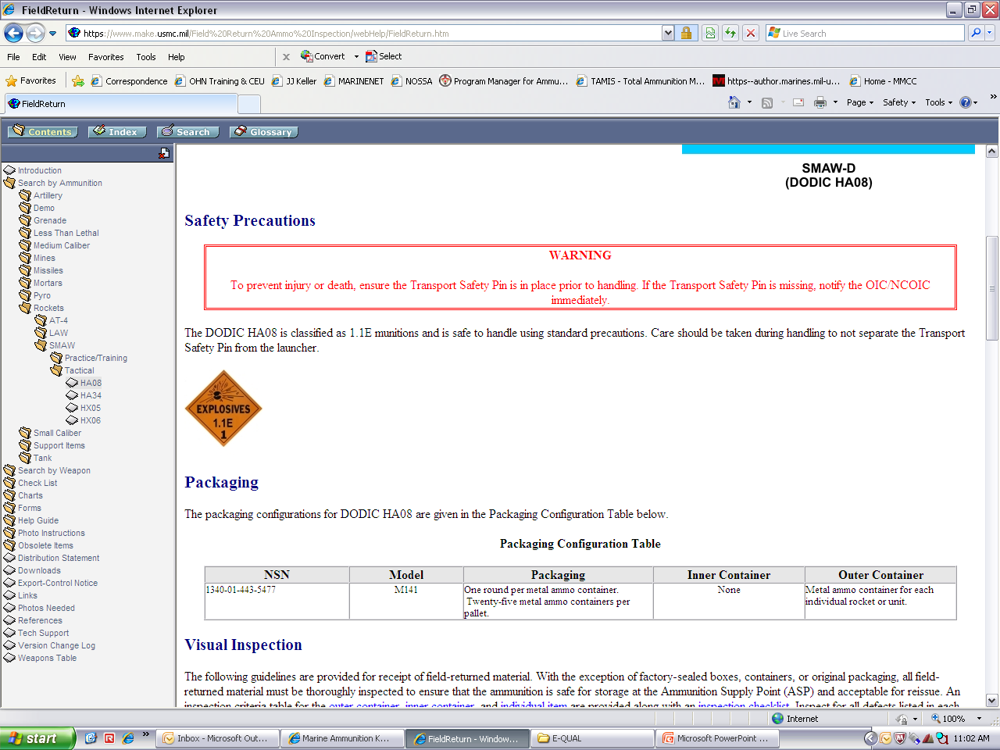 FieldReturn - Windows Internet Explorer
https://www.make.usmc.mil/Field%20Return%20Ammo%20Inspection/webHelp/FieldReturn.htm
Live Search
File Edit View Favorites Tools Help
x Convert Select
Favorites Correspondence OHN Training & CEU JJ Keller MARINENET NOSSA Program Manager for Ammu... TAMIS - Total Ammunition M... https--author.marines.mil-u... Home - MMCC
FieldReturn
Page Safety Tools
Contents Index Search Glossary
Introduction
Search by Ammunition
Artillery
Demo
Grenade
Less Than Lethal
Medium Caliber
Mines
Missiles
Mortars
Pyro
Rockets
AT-4
LAW
SMAW
Practice/Training
Tactical
HA08
HA34
HX05
HX06
Small Caliber
Support Items
Tank
Search by Weapon
Check List
Charts
Forms
Help Guide
Photo Instructions
Obsolete Items
Distribution Statement
Downloads
Export-Control Notice
Links
Photos Needed
References
Tech Support
Version Change Log
Weapons Table
SMAW-D
(DODIC HA08)
Safety Precautions
WARNING
To prevent injury or death, ensure the Transport Safety Pin is in place prior to handling. If the Transport Safety Pin is missing, notify the OIC/NCOIC
immediately.
The DODIC HA08 is classified as 1.1E munitions and is safe to handle using standard precautions. Care should be taken during handling to not separate the Transport
Safety Pin from the launcher.
EXPLOSIVES
1.1E
1
Packaging
The packaging configurations for DODIC HA08 are given in the Packaging Configuration Table below.
Packaging Configuration Table
NSN Model Packaging Inner Container Outer Container
1340-01-443-5477 M141 One round per metal ammo container. None Metal ammo container for each
Twenty-five metal ammo containers per individual rocket or unit.
pallet.
Visual Inspection
The following guidelines are provided for receipt of field-returned material. With the exception of factory-sealed boxes, containers, or original packaging, all field-
returned material must be thoroughly inspected to ensure that the ammunition is safe for storage at the Ammunition Supply Point (ASP) and acceptable for reissue. An
inspection criteria table for the outer container, inner container, and individual item are provided along with an inspection checklist. Inspect for all defects listed in each
Internet 100%
start Inbox - Microsoft Out... Marine Ammunition K... FieldReturn - Window... E-QUAL Microsoft PowerPoint ... 11:02 AM